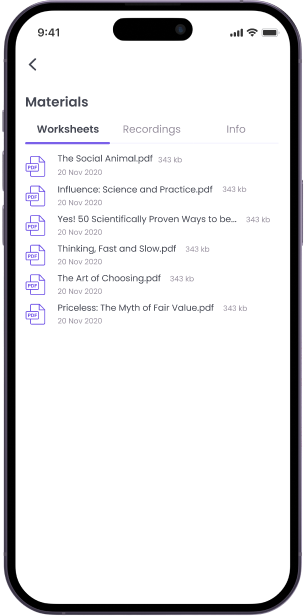 9:41
Materials
Worksheets Recordings Info
PDF The Social Animal.pdf 343 kb
20 Nov 2020
PDF Influence: Science and Practice.pdf 343 kb
20 Nov 2020
PDF Yes! 50 Scientifically Proven Ways to be... 343 kb
20 Nov 2020
PDF Thinking, Fast and Slow.pdf 343 kb
20 Nov 2020
PDF The Art of Choosing.pdf 343 kb
20 Nov 2020
PDF Priceless: The Myth of Fair Value.pdf 343 kb
20 Nov 2020